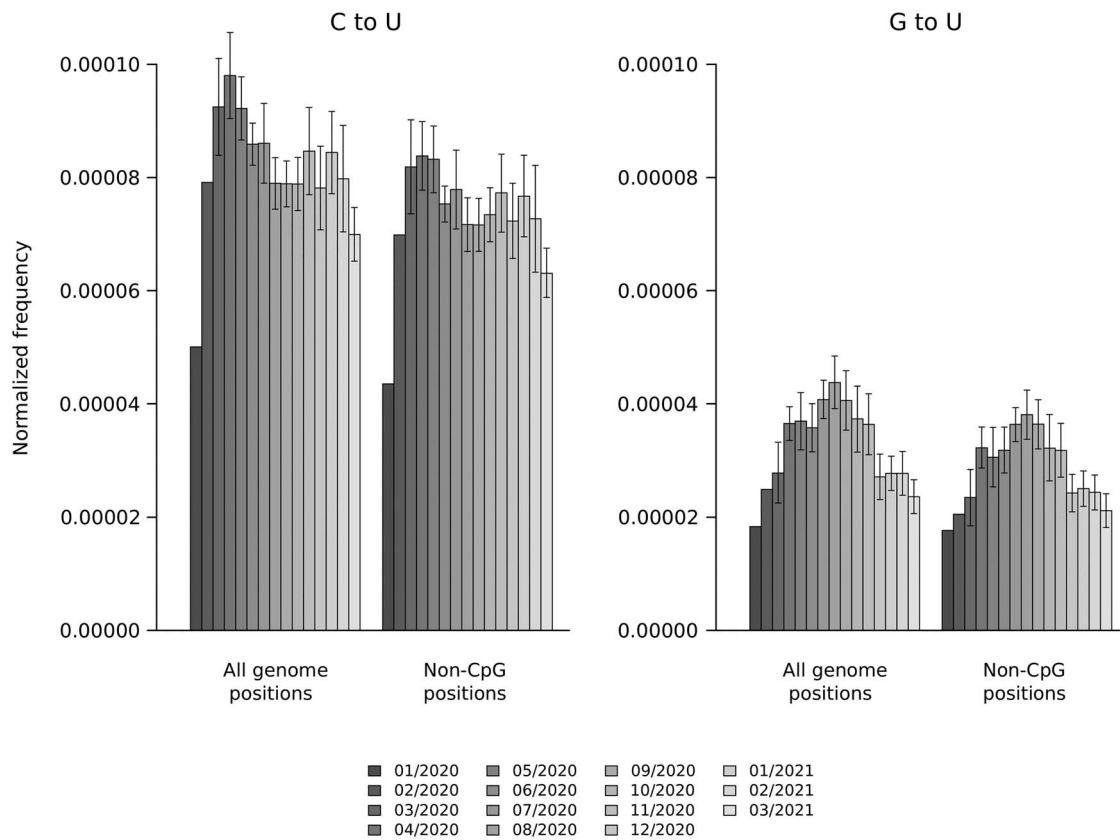 C to U
G to U
Normalized frequency
0.00010
0.00008
0.00006
0.00004
0.00002
0.00000
0.00010
0.00008
0.00006
0.00004
0.00002
0.00000
All genome
positions
Non-CpG
positions
All genome
positions
Non-CpG
positions
01/2020
02/2020
03/2020
04/2020
05/2020
06/2020
07/2020
08/2020
09/2020
10/2020
11/2020
12/2020
01/2021
02/2021
03/2021